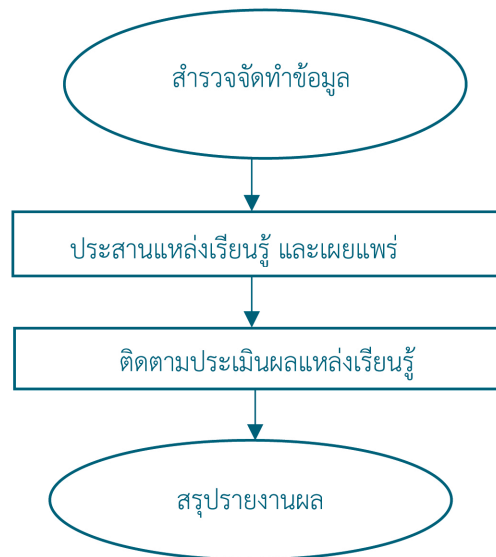 สำรวจจัดทำข้อมูล
ประสานแหล่งเรียนรู้ และเผยแพร่
ติดตามประเมินผลแหล่งเรียนรู้
สรุปรายงานผล